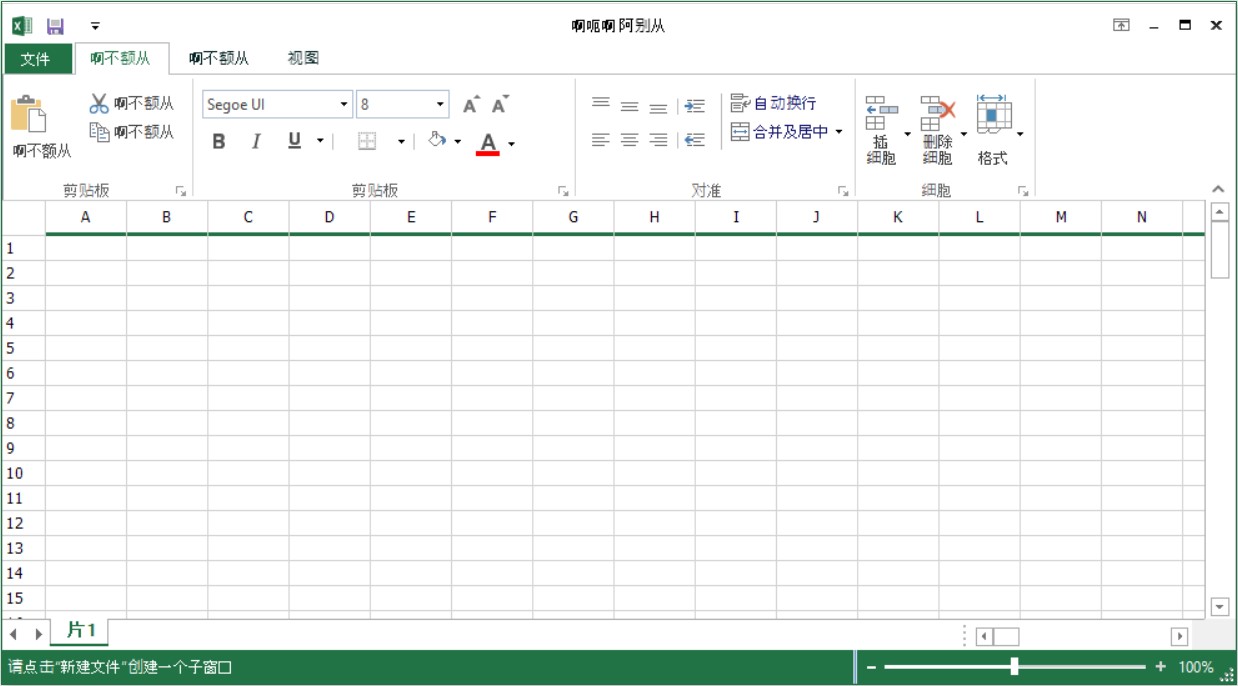 啊呃啊阿别从
文件 啊不额从 啊不额从 视图
啊不额从
啊不额从
啊不额从
剪贴板
Segoe UI 8
A A
B I U A
剪贴板
自动换行
合并及居中
对准
插
细胞
删除
细胞
格式
细胞
A B C D E F G H I J K L M N
1
2
3
4
5
6
7
8
9
10
11
12
13
14
15
片1
请点击"新建文件"创建一个子窗口
100%